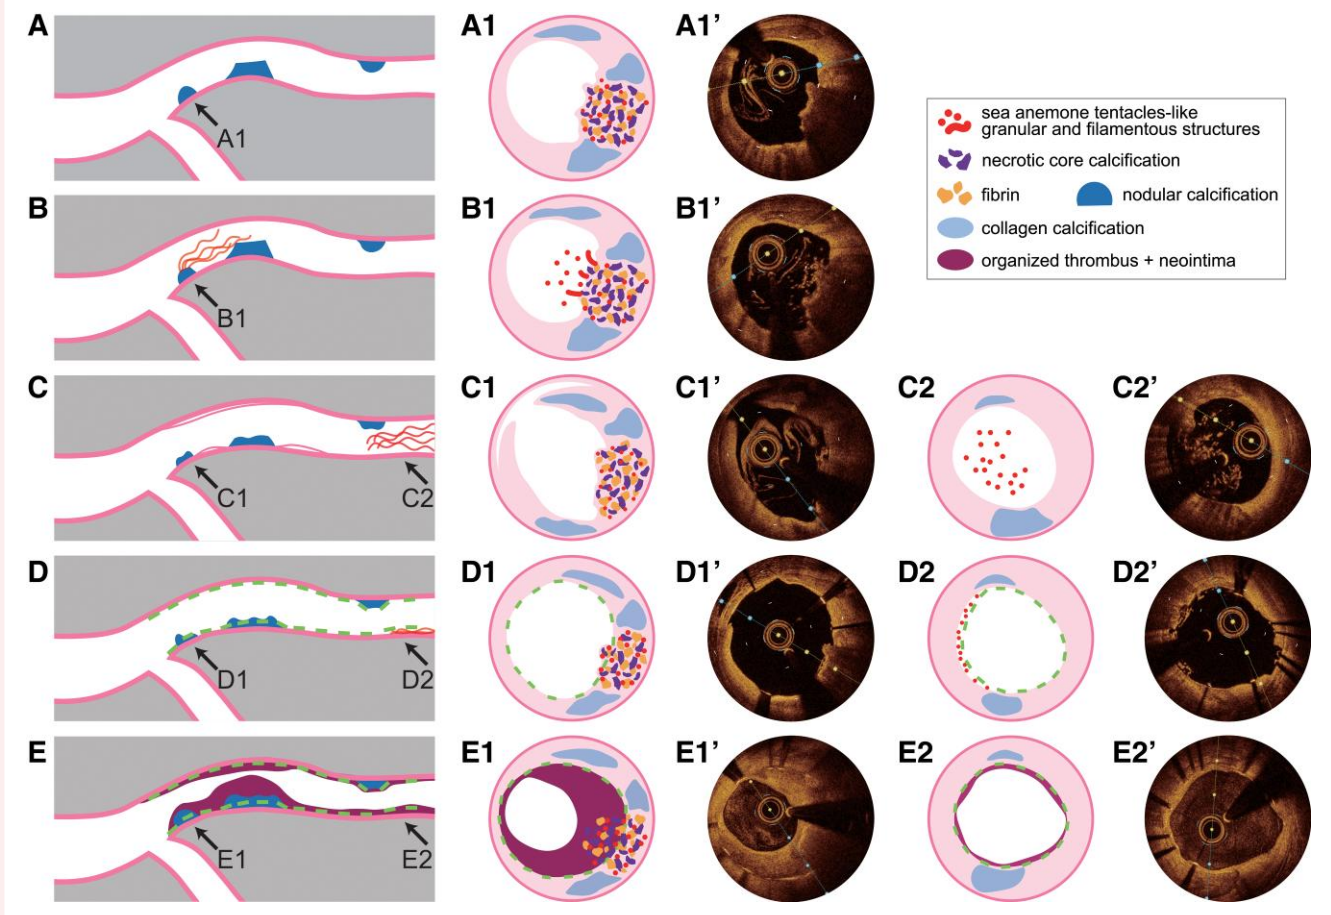 A
A1
A1
A1’
sea anemone tentacles-like
granular and filamentous structures
necrotic core calcification
fibrin
nodular calcification
collagen calcification
organized thrombus + neointima
B
B1
B1
B1’
C
C1
C2
C1
C1’
C2
C2’
D
D1
D2
D1
D1’
D2
D2’
E
E1
E2
E1
E1’
E2
E2’